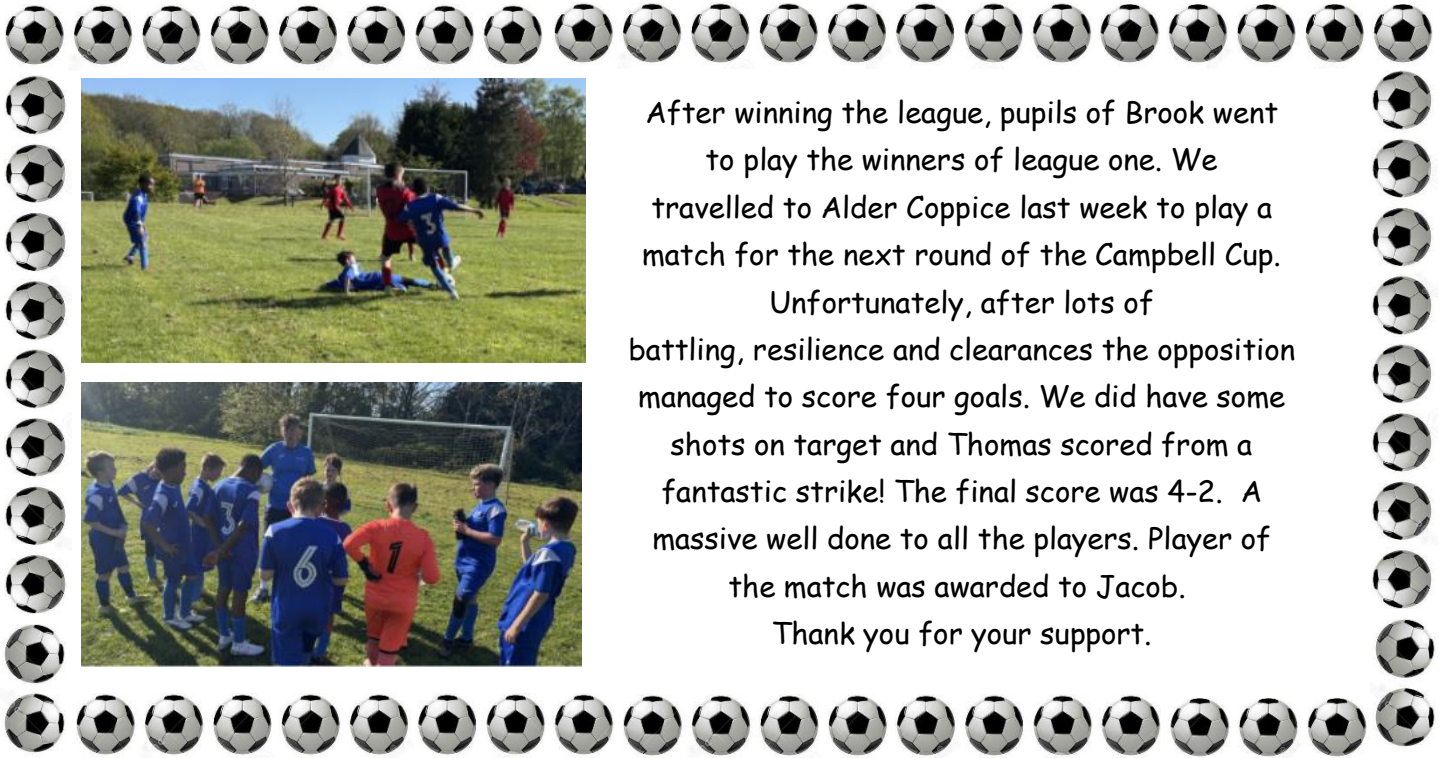 After winning the league, pupils of Brook went
to play the winners of league one. We
travelled to Alder Coppice last week to play a
match for the next round of the Campbell Cup.
Unfortunately, after lots of
battling, resilience and clearances the opposition
managed to score four goals. We did have some
shots on target and Thomas scored from a
fantastic strike! The final score was 4-2.  A
massive well done to all the players. Player of
the match was awarded to Jacob.
Thank you for your support.
3
3
6
1